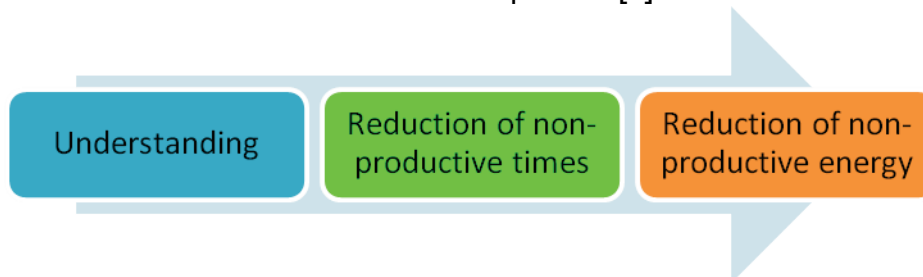 Understanding
Reduction of non-
productive times
Reduction of non-
productive energy